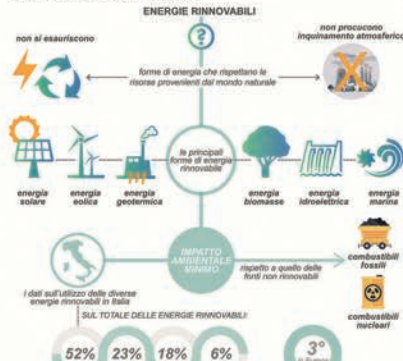 ENERGIE RINNOVABILI
?
non si esauriscono
non procucono
inquinamento atmosferico
forme di energia che rispettano le
risorse provenienti dal mondo naturale
le principali
forme di energia
rinnovabile
energia
solare
energia
eolica
energia
geotermica
energia
biomasse
energia
idroelettrica
energia
marina
IMPATTO
AMBIENTALE
MINIMO
rispetto a quello delle
fonti non rinnovabili
combustibili
fossili
combustibili
nucleari
i dati sull'utilizzo delle diverse
energie rinnovabili in Italia
SUL TOTALE DELLE ENERGIE RINNOVABILI:
52%
23%
18%
6%
3°
in Europa